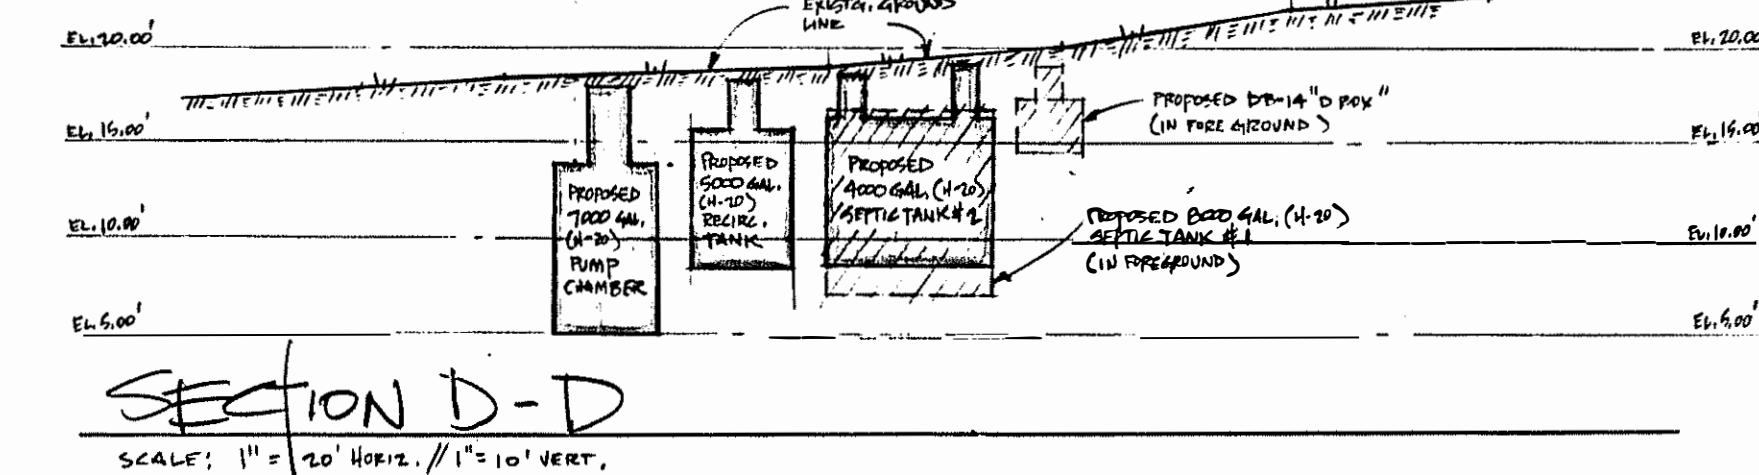 EXIST'G. GROUND
LINE
EL. 20.00'
EL. 20.00
PROPOSED DB-14 "D BOX"
(IN FOREGROUND)
EL. 15.00'
EL. 15.00
PROPOSED
7000 GAL.
(H-20)
PUMP
CHAMBER
PROPOSED
5000 GAL.
(H-20)
RECIRC.
TANK
PROPOSED
4000 GAL. (H-20)
SEPTIC TANK #2
PROPOSED 8000 GAL. (H-20)
SEPTIC TANK #1
(IN FOREGROUND)
EL. 10.00'
EL. 10.00'
EL. 5.00'
EL. 5.00'
SECTION D-D
SCALE: 1" = 20' HORIZ. // 1" = 10' VERT.